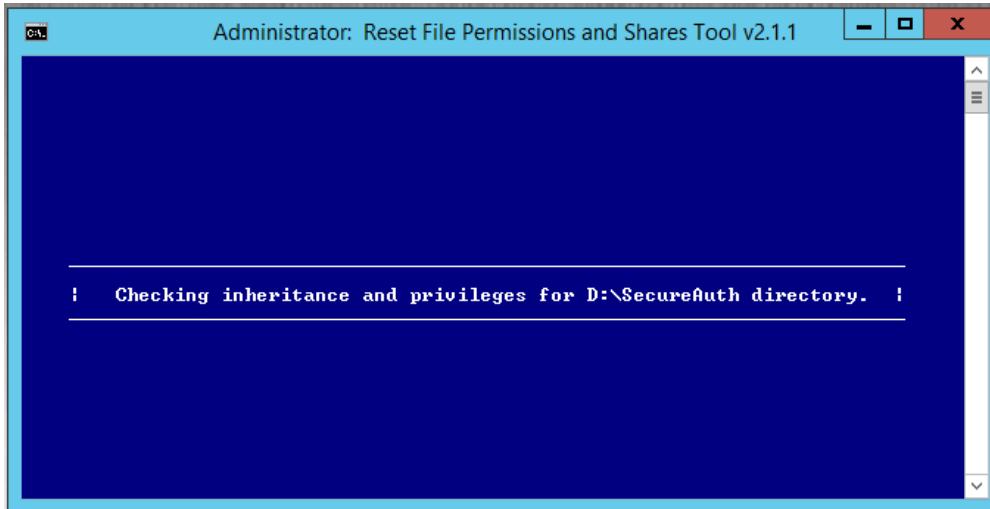 Administrator: Reset File Permissions and Shares Tool v2.1.1
Checking inheritance and privileges for D:\SecureAuth directory.